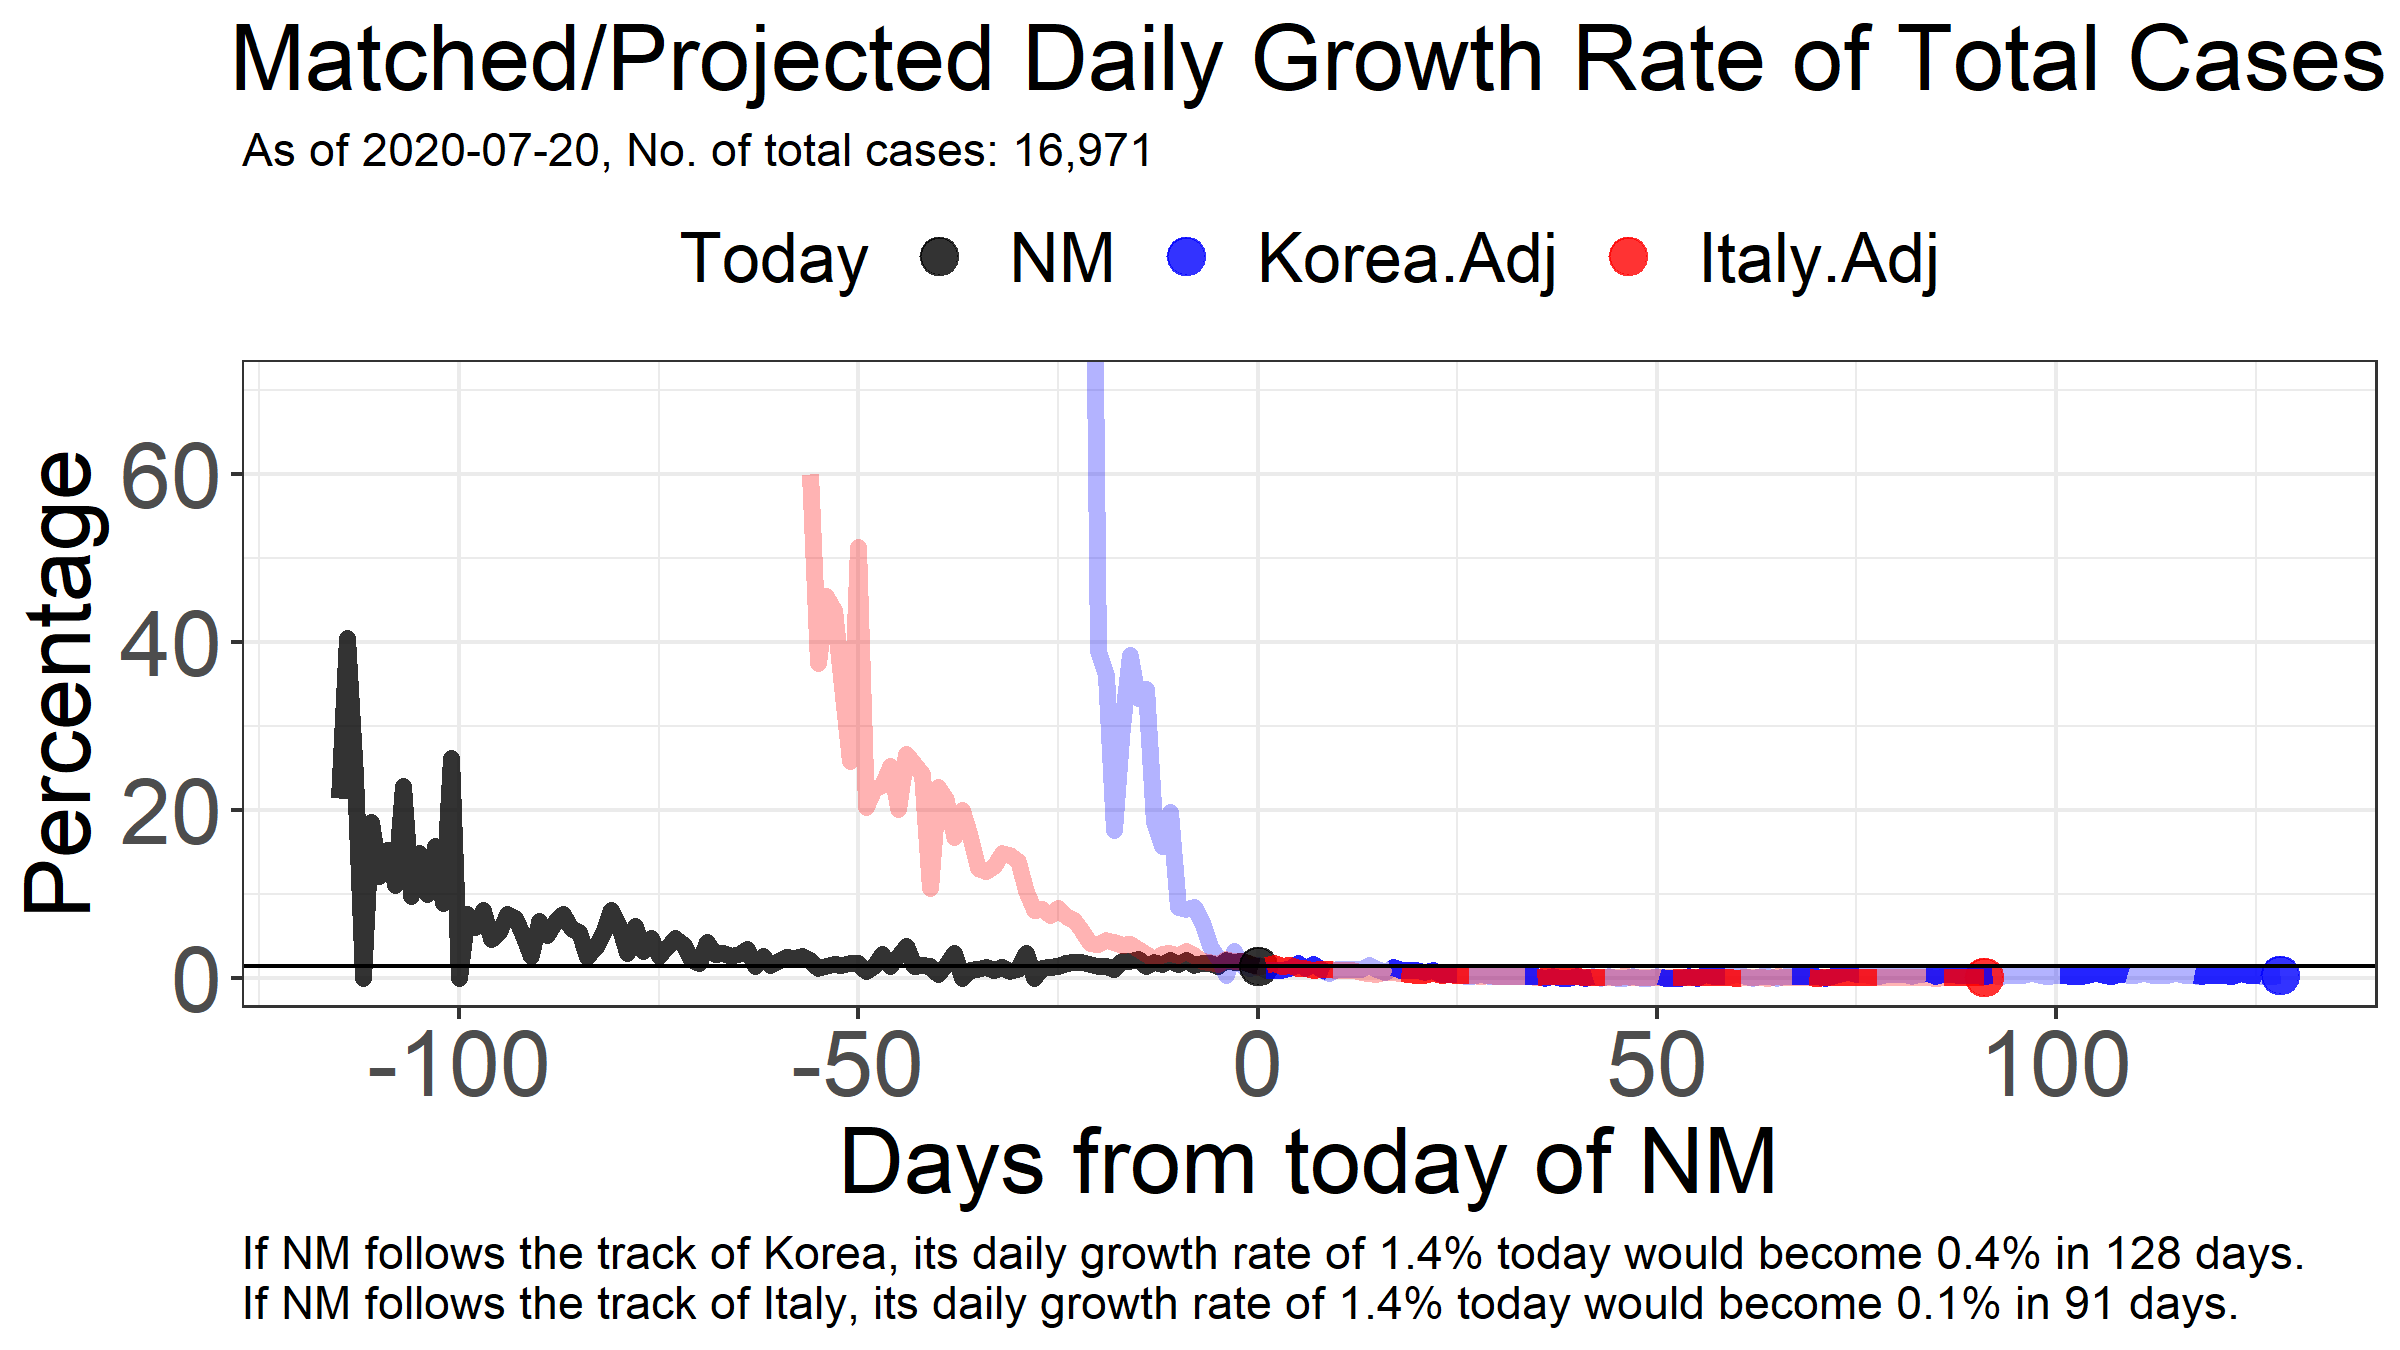 Matched/Projected Daily Growth Rate of Total Cases
As of 2020-07-20, No. of total cases: 16,971
Today NM Korea.Adj Italy.Adj
Percentage
60
40
20
0
-100 -50 0 50 100
Days from today of NM
If NM follows the track of Korea, its daily growth rate of 1.4% today would become 0.4% in 128 days.
If NM follows the track of Italy, its daily growth rate of 1.4% today would become 0.1% in 91 days.